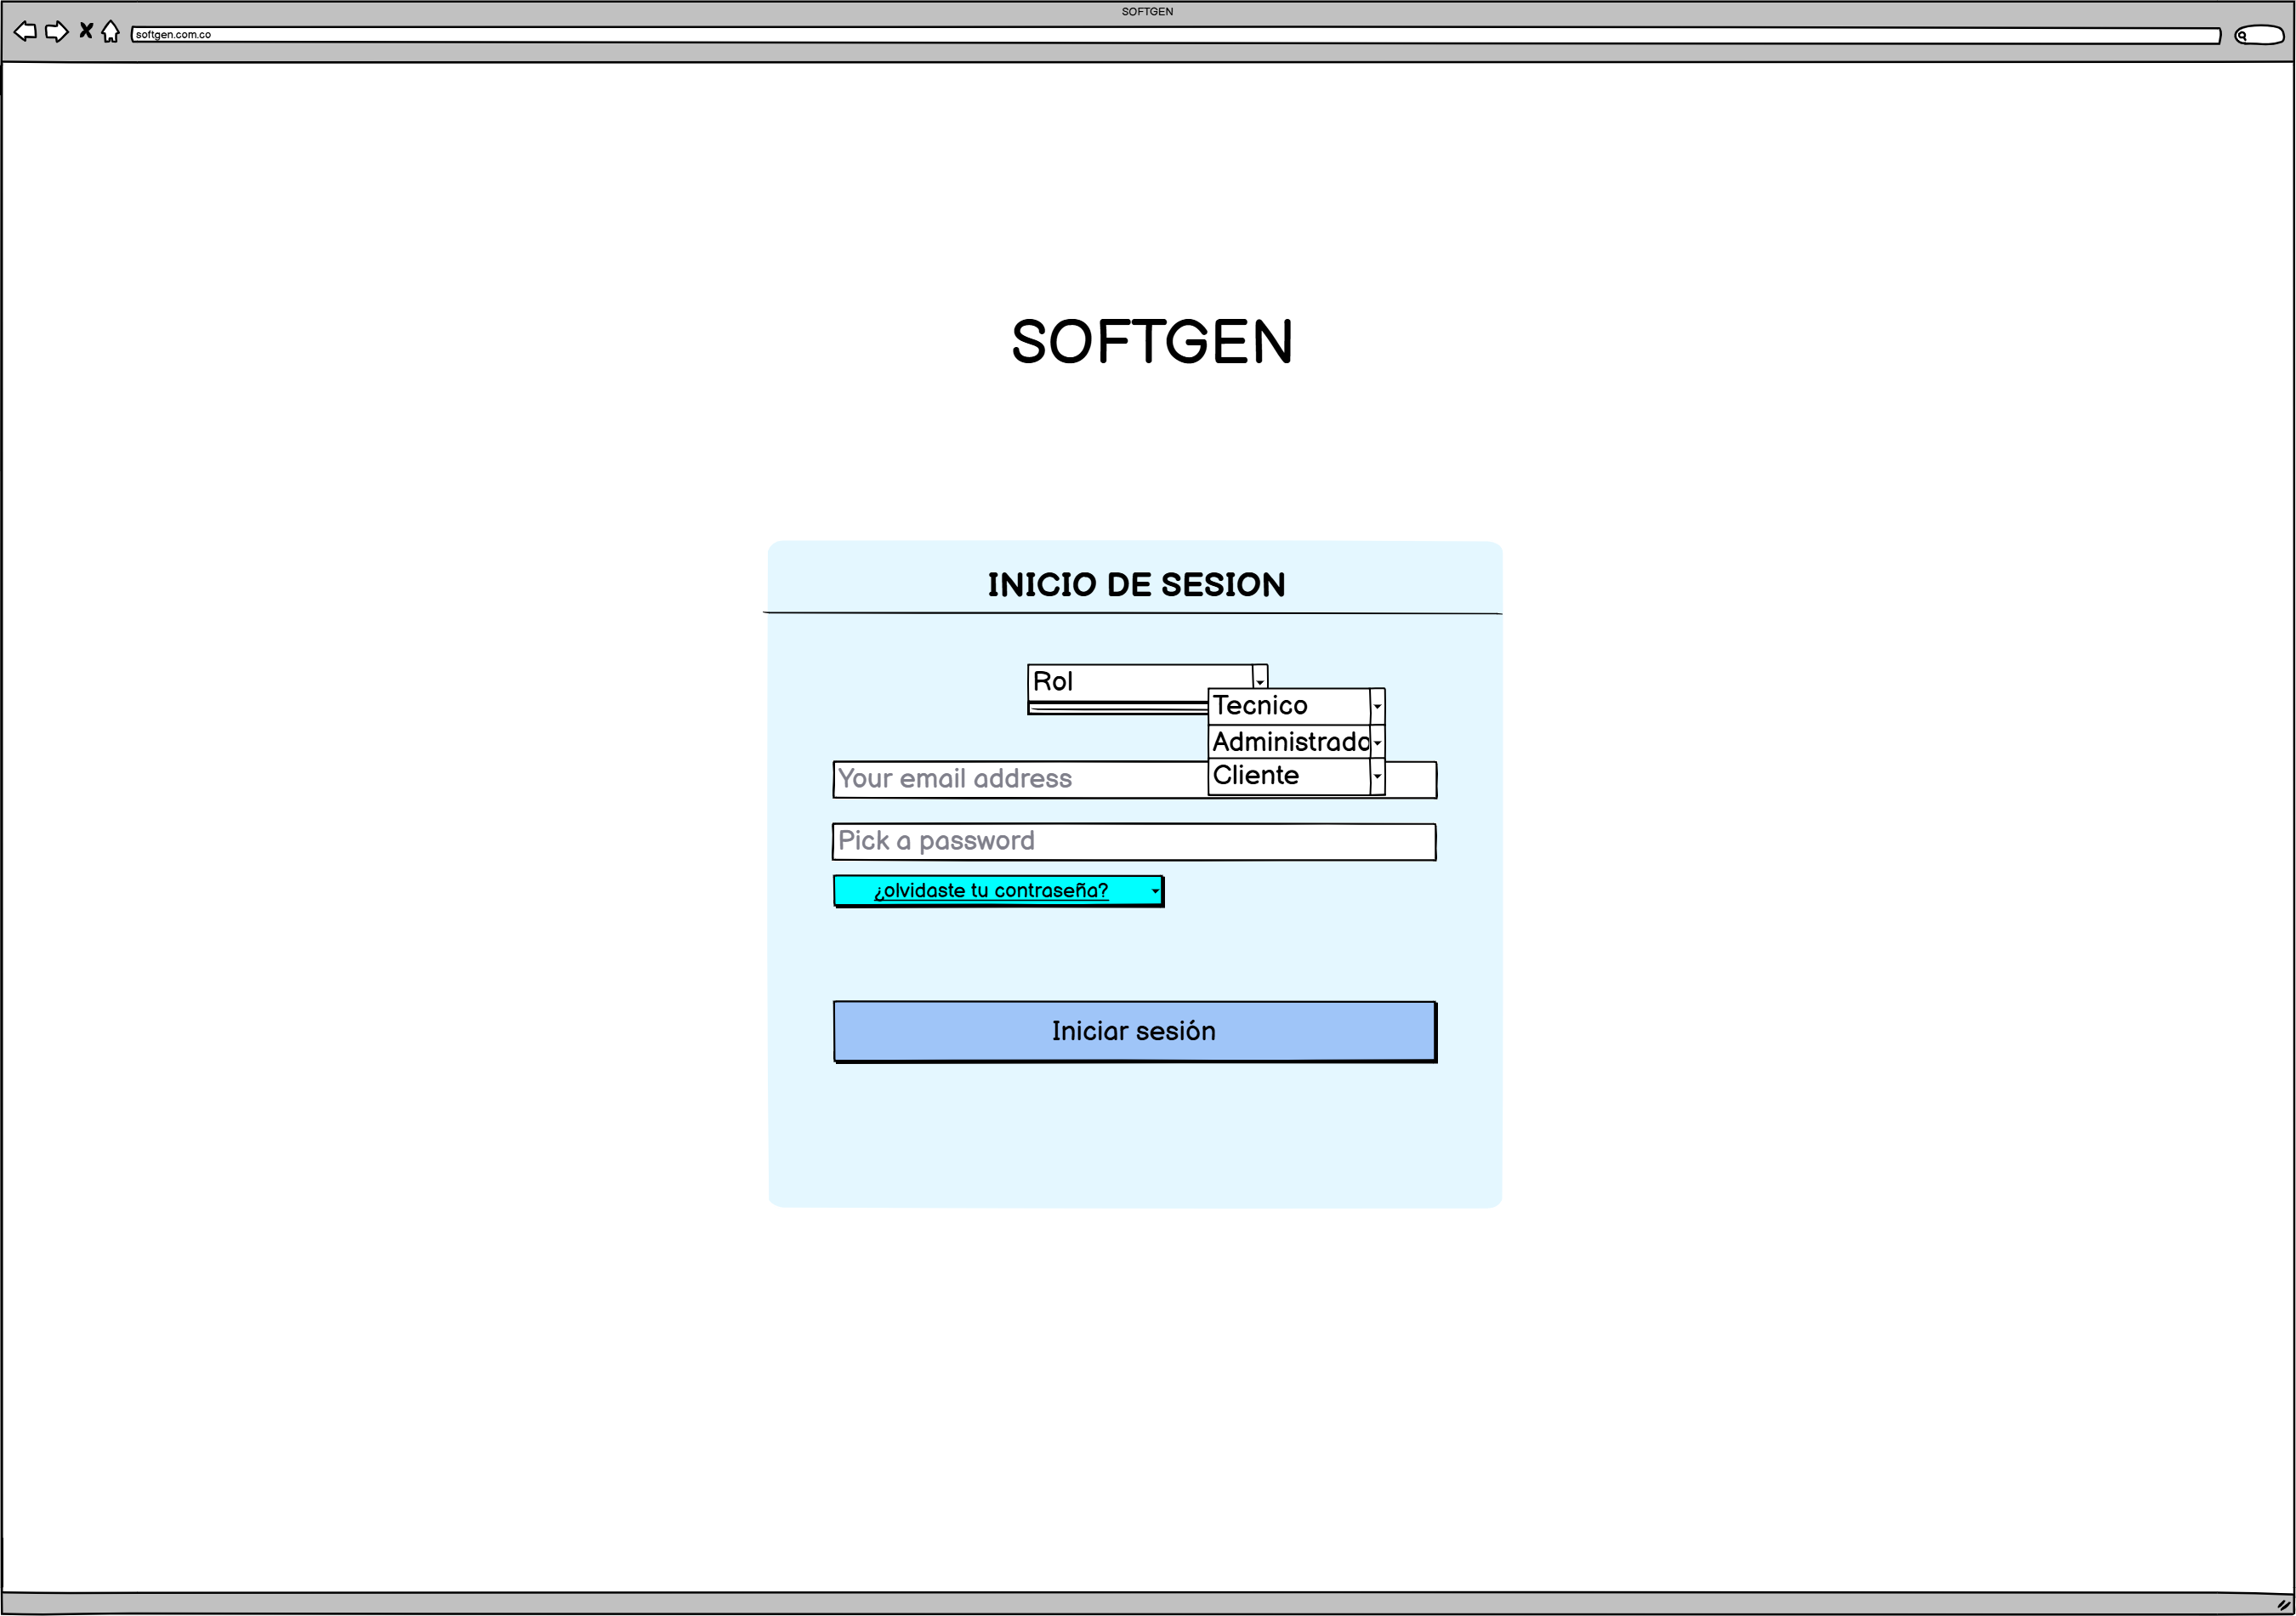 SOFTGEN
softgen.com.co
SOFTGEN
INICIO DE SESION
Rol
Tecnico
Administrado
Cliente
Your email address
Pick a password
¿olvidaste tu contraseña?
Iniciar sesión